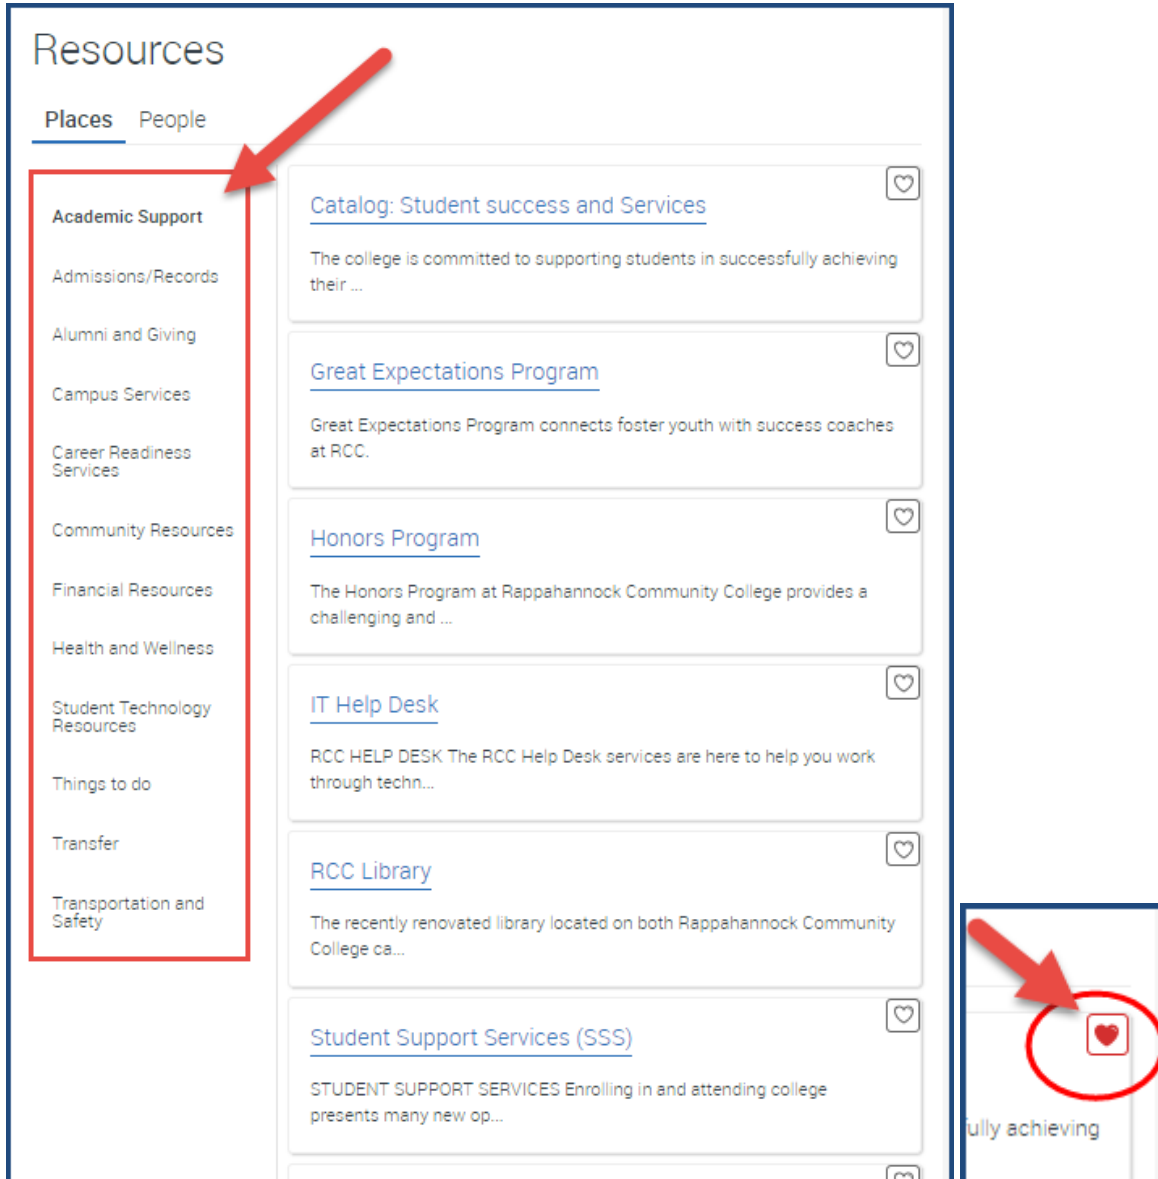 Resources
Places People
Academic Support
Admissions/Records
Alumni and Giving
Campus Services
Career Readiness
Services
Community Resources
Financial Resources
Health and Wellness
Student Technology
Resources
Things to do
Transfer
Transportation and
Safety
Catalog: Student success and Services
The college is committed to supporting students in successfully achieving
their ...
Great Expectations Program
Great Expectations Program connects foster youth with success coaches
at RCC.
Honors Program
The Honors Program at Rappahannock Community College provides a
challenging and ...
IT Help Desk
RCC HELP DESK The RCC Help Desk services are here to help you work
through techn...
RCC Library
The recently renovated library located on both Rappahannock Community
College ca...
Student Support Services (SSS)
STUDENT SUPPORT SERVICES Enrolling in and attending college
presents many new op...
fully achieving